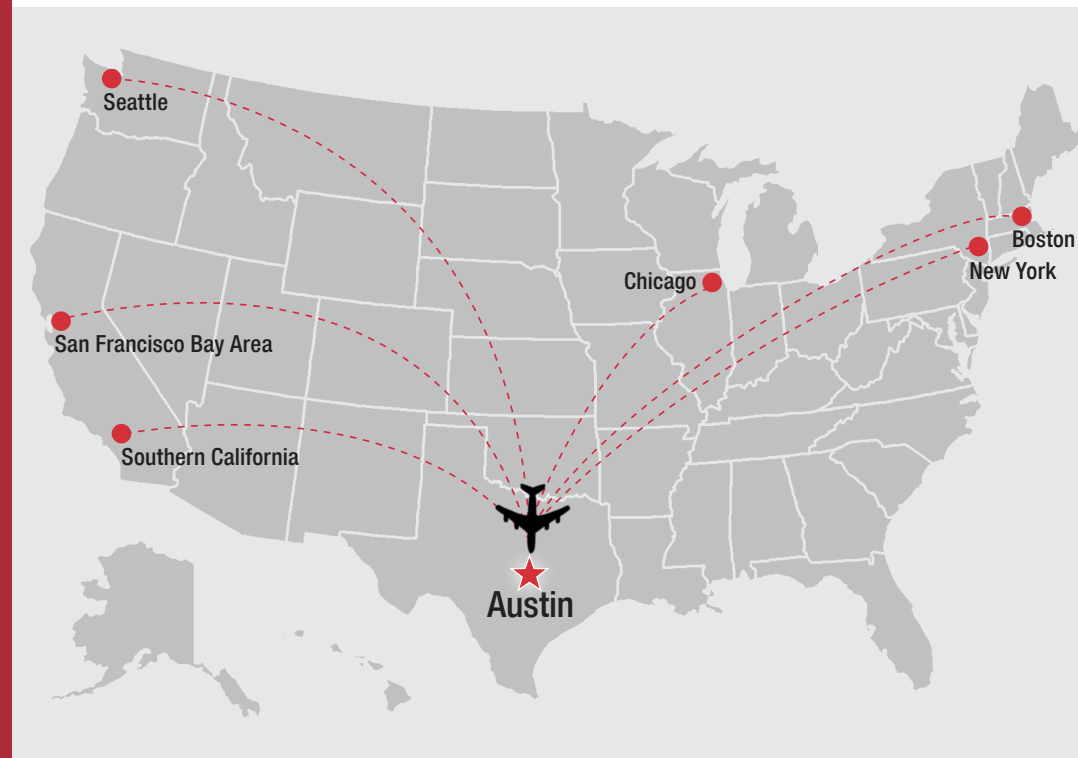 Seattle
Boston
New York
Chicago
San Francisco Bay Area
Southern California
Austin